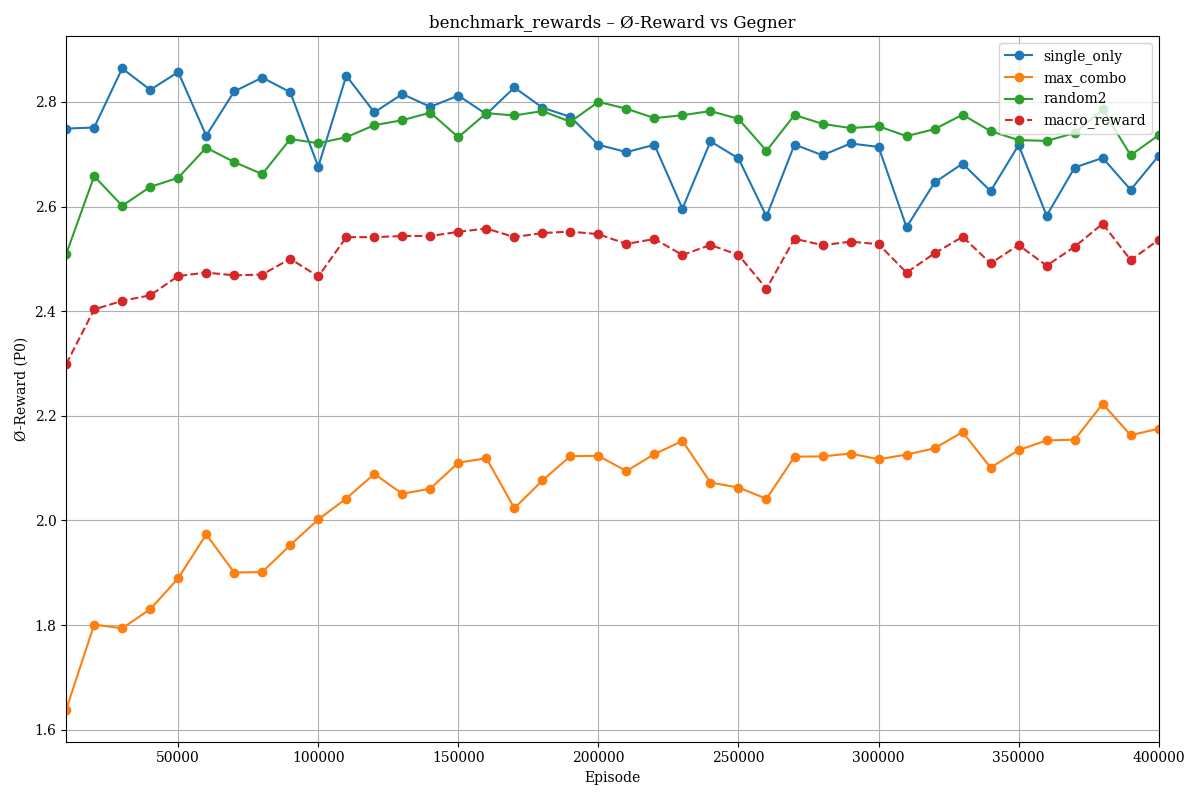 benchmark_rewards – Ø-Reward vs Gegner
single_only
max_combo
random2
macro_reward
Ø-Reward (P0)
2.8
2.6
2.4
2.2
2.0
1.8
1.6
50000
100000
150000
200000
250000
300000
350000
400000
Episode